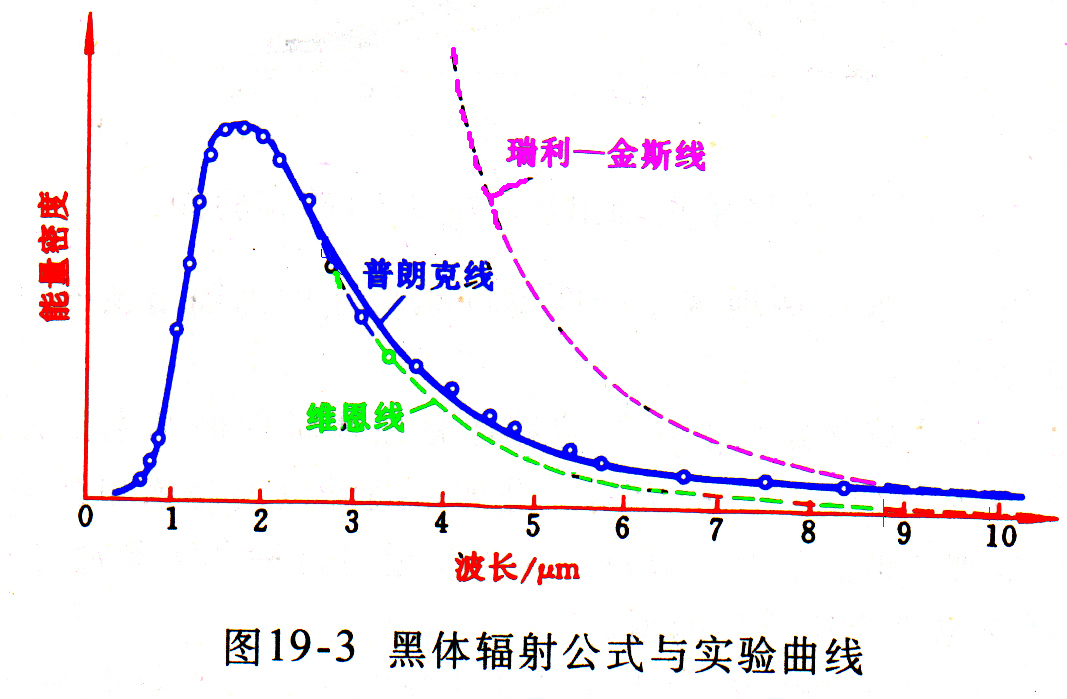 瑞利—金斯线
能量密度
普朗克线
维恩线
0 1 2 3 4 5 6 7 8 9 10
波长/μm
图19-3 黑体辐射公式与实验曲线